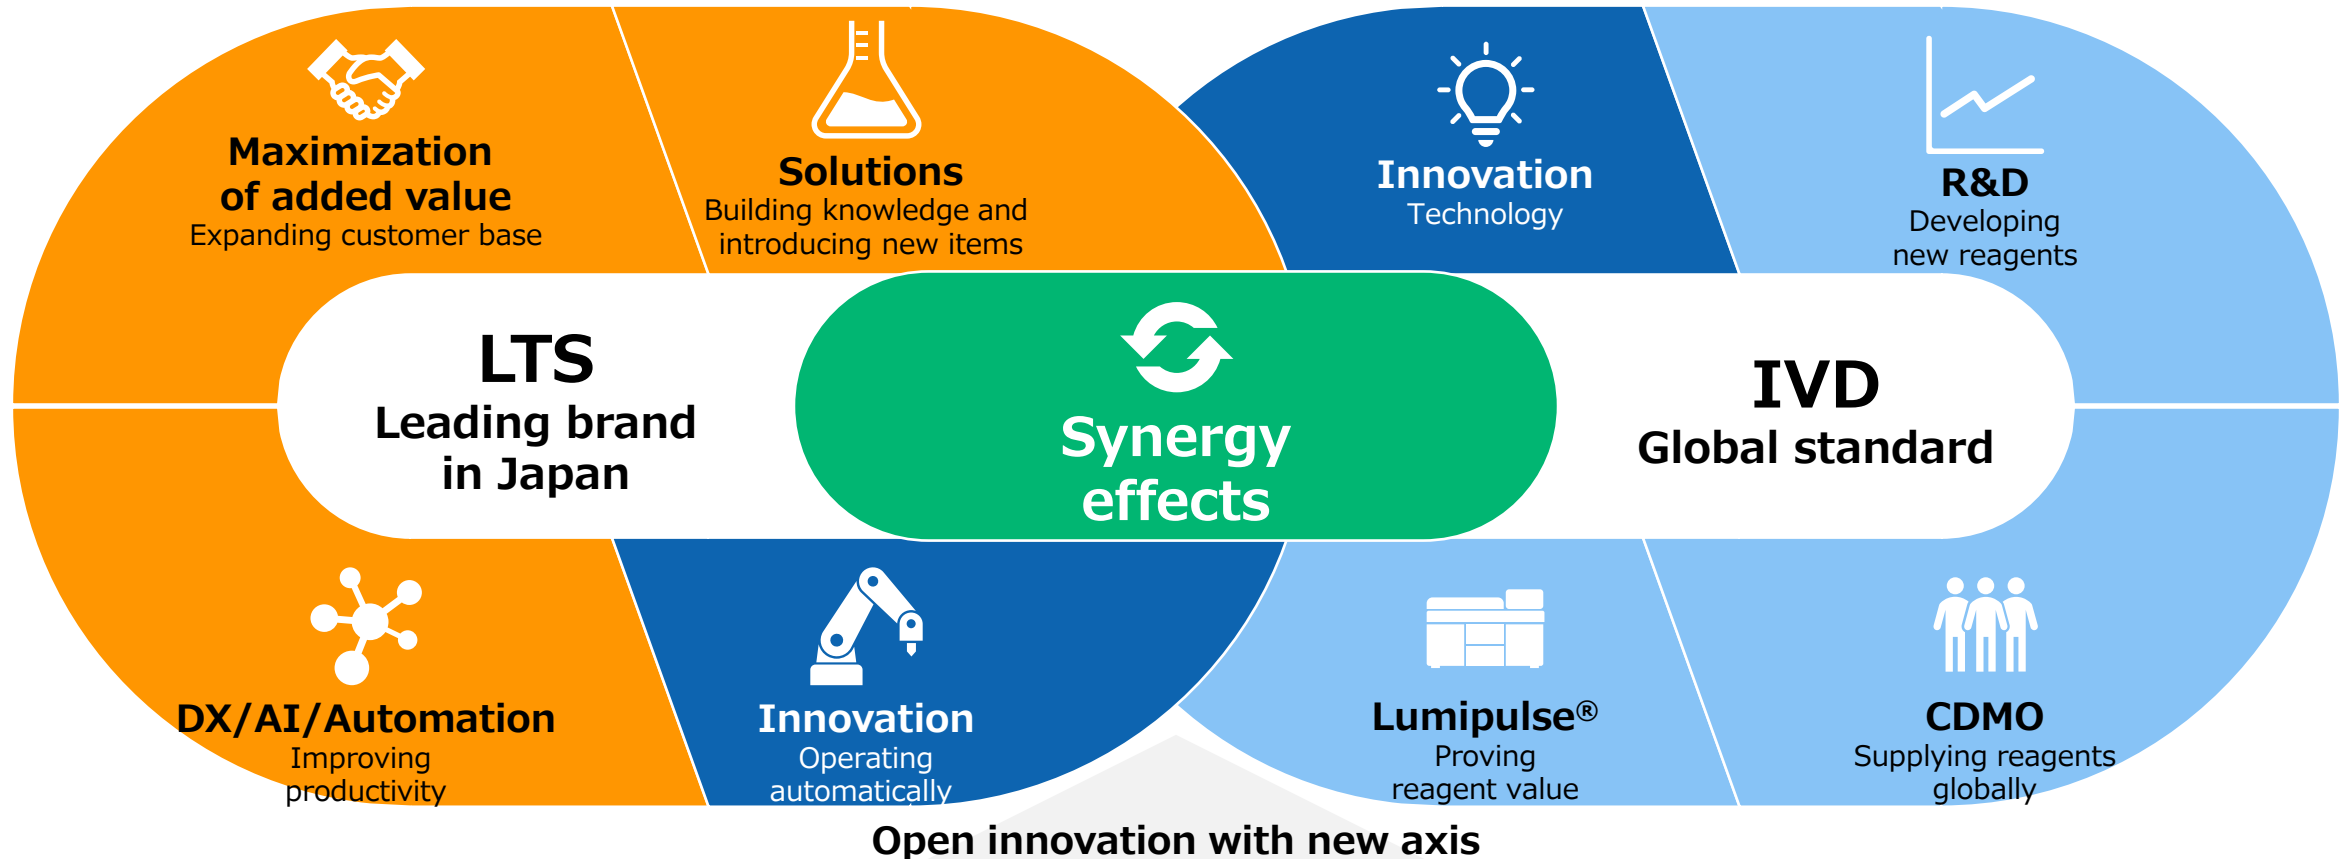 Maximization
of added value
Expanding customer base
Solutions
Building knowledge and
introducing new items
Innovation
Technology
R&D
Developing
new reagents
LTS
Leading brand
in Japan
Synergy
effects
IVD
Global standard
DX/AI/Automation
Improving
productivity
Innovation
Operating
automatically
Lumipulse®
Proving
reagent value
CDMO
Supplying reagents
globally
Open innovation with new axis